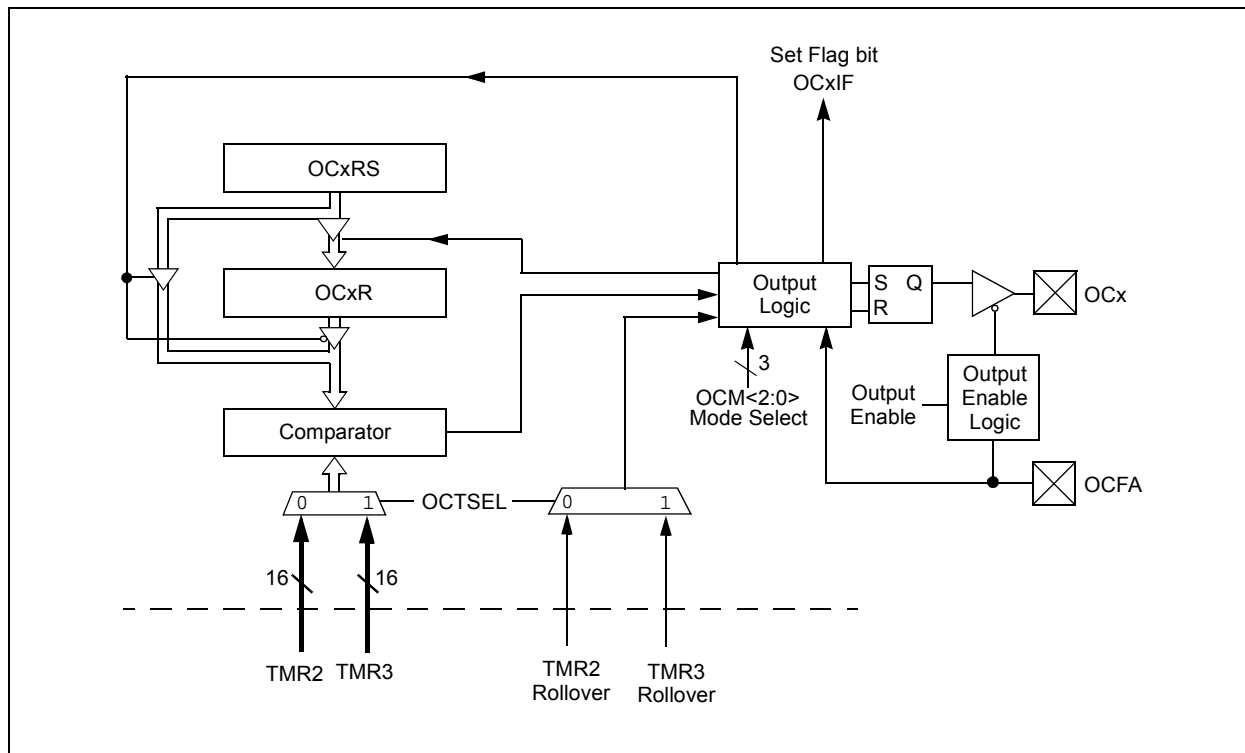 Set Flag bit
OCxIF
OCxRS
OCxR
Output
Logic
S Q
R
OCx
3
OCM<2:0>
Mode Select
Output
Enable
Output
Enable
Logic
Comparator
OCFA
0 1
OCTSEL
0 1
16
16
TMR2
TMR3
TMR2
Rollover
TMR3
Rollover